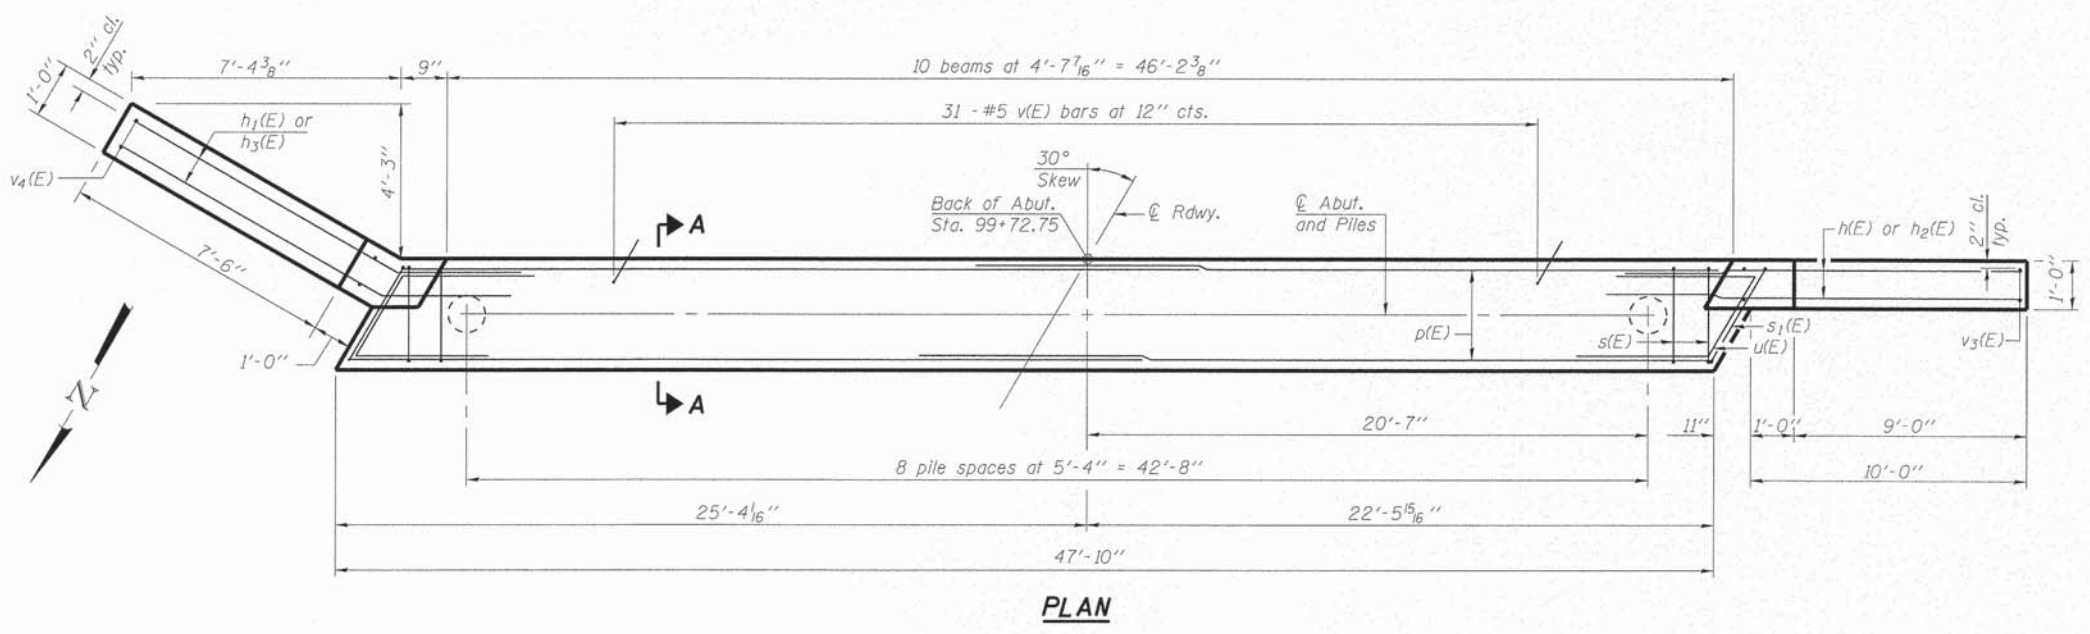 2" cl.
typ.
1'-0"
7'-4 3/8"
9"
10 beams at 4'-7 7/16" = 46'-2 3/8"
31 - #5 v(E) bars at 12" cts.
h1(E) or
h3(E)
v4(E)
4'-3"
30°
Skew
Back of Abut.
Sta. 99+72.75
℄ Rdwy.
℄ Abut.
and Piles
A
h(E) or h2(E)
2" cl.
typ.
1'-0"
7'-6"
1'-0"
p(E)
s(E)
s1(E)
u(E)
v3(E)
N
A
20'-7"
11"
1'-0"
9'-0"
8 pile spaces at 5'-4" = 42'-8"
10'-0"
25'-4 1/16"
22'-5 15/16"
47'-10"
PLAN